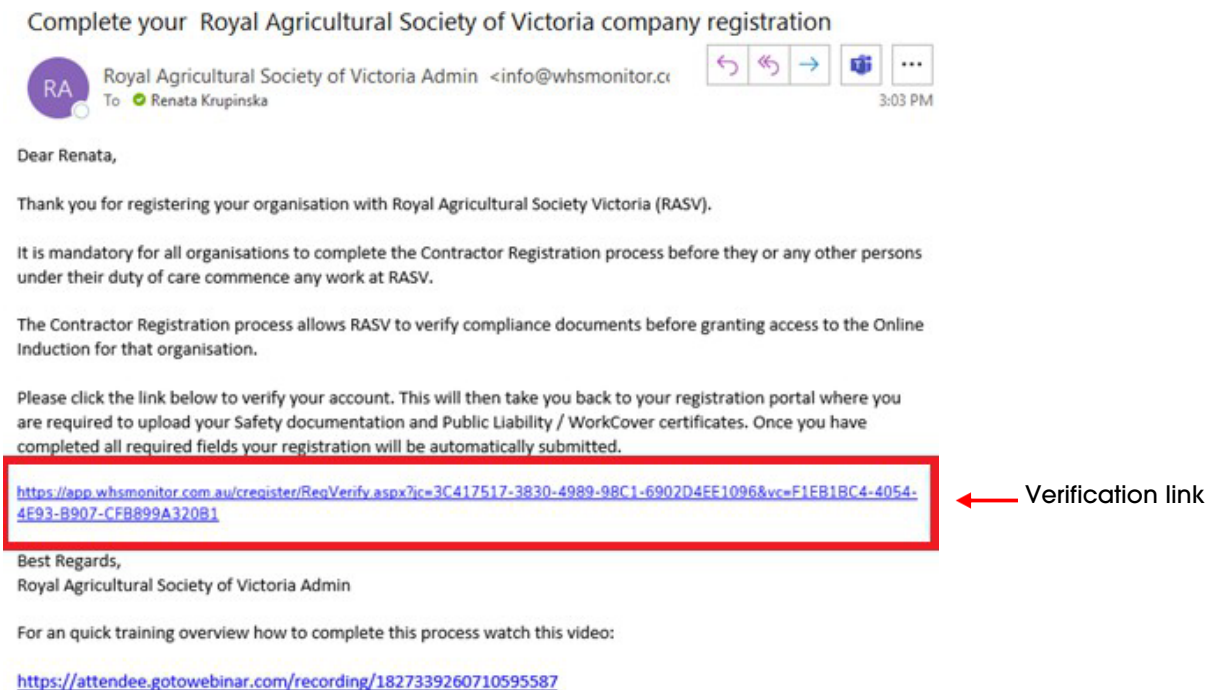 Complete your Royal Agricultural Society of Victoria company registration
RA
Royal Agricultural Society of Victoria Admin <info@whsmonitor.cc
To Renata Krupinska
3:03 PM
Dear Renata,
Thank you for registering your organisation with Royal Agricultural Society Victoria (RASV).
It is mandatory for all organisations to complete the Contractor Registration process before they or any other persons
under their duty of care commence any work at RASV.
The Contractor Registration process allows RASV to verify compliance documents before granting access to the Online
Induction for that organisation.
Please click the link below to verify your account. This will then take you back to your registration portal where you
are required to upload your Safety documentation and Public Liability / WorkCover certificates. Once you have
completed all required fields your registration will be automatically submitted.
https://app.whsmonitor.com.au/cregister/RegVerify.aspx?jc=3C417517-3830-4989-98C1-6902D4EE1096&vc=F1EB1BC4-4054-
4E93-B907-CFB899A320B1
Verification link
Best Regards,
Royal Agricultural Society of Victoria Admin
For an quick training overview how to complete this process watch this video:
https://attendee.gotowebinar.com/recording/1827339260710595587